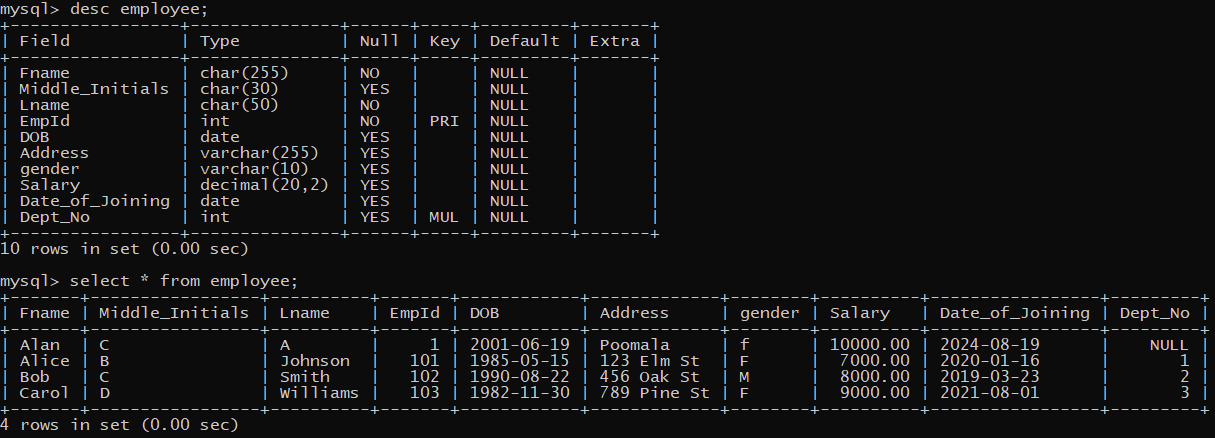 mysql> desc employee;
+-----------------+---------------+------+-----+---------+-------+
| Field           | Type          | Null | Key | Default | Extra |
+-----------------+---------------+------+-----+---------+-------+
| Fname           | char(255)     | NO   |     | NULL    |       |
| Middle_Initials | char(30)      | YES  |     | NULL    |       |
| Lname           | char(50)      | NO   |     | NULL    |       |
| EmpId           | int           | NO   | PRI | NULL    |       |
| DOB             | date          | YES  |     | NULL    |       |
| Address         | varchar(255)  | YES  |     | NULL    |       |
| gender          | varchar(10)   | YES  |     | NULL    |       |
| Salary          | decimal(20,2) | YES  |     | NULL    |       |
| Date_of_Joining | date          | YES  |     | NULL    |       |
| Dept_No         | int           | YES  | MUL | NULL    |       |
+-----------------+---------------+------+-----+---------+-------+
10 rows in set (0.00 sec)

mysql> select * from employee;
+-------+-----------------+----------+-------+------------+-------------+--------+----------+-----------------+---------+
| Fname | Middle_Initials | Lname    | EmpId | DOB        | Address     | gender | Salary   | Date_of_Joining | Dept_No |
+-------+-----------------+----------+-------+------------+-------------+--------+----------+-----------------+---------+
| Alan  | C               | A        |     1 | 2001-06-19 | Poomala     | f      | 10000.00 | 2024-08-19      |    NULL |
| Alice | B               | Johnson  |   101 | 1985-05-15 | 123 Elm St  | F      |  7000.00 | 2020-01-16      |       1 |
| Bob   | C               | Smith    |   102 | 1990-08-22 | 456 Oak St  | M      |  8000.00 | 2019-03-23      |       2 |
| Carol | D               | Williams |   103 | 1982-11-30 | 789 Pine St | F      |  9000.00 | 2021-08-01      |       3 |
+-------+-----------------+----------+-------+------------+-------------+--------+----------+-----------------+---------+
4 rows in set (0.00 sec)